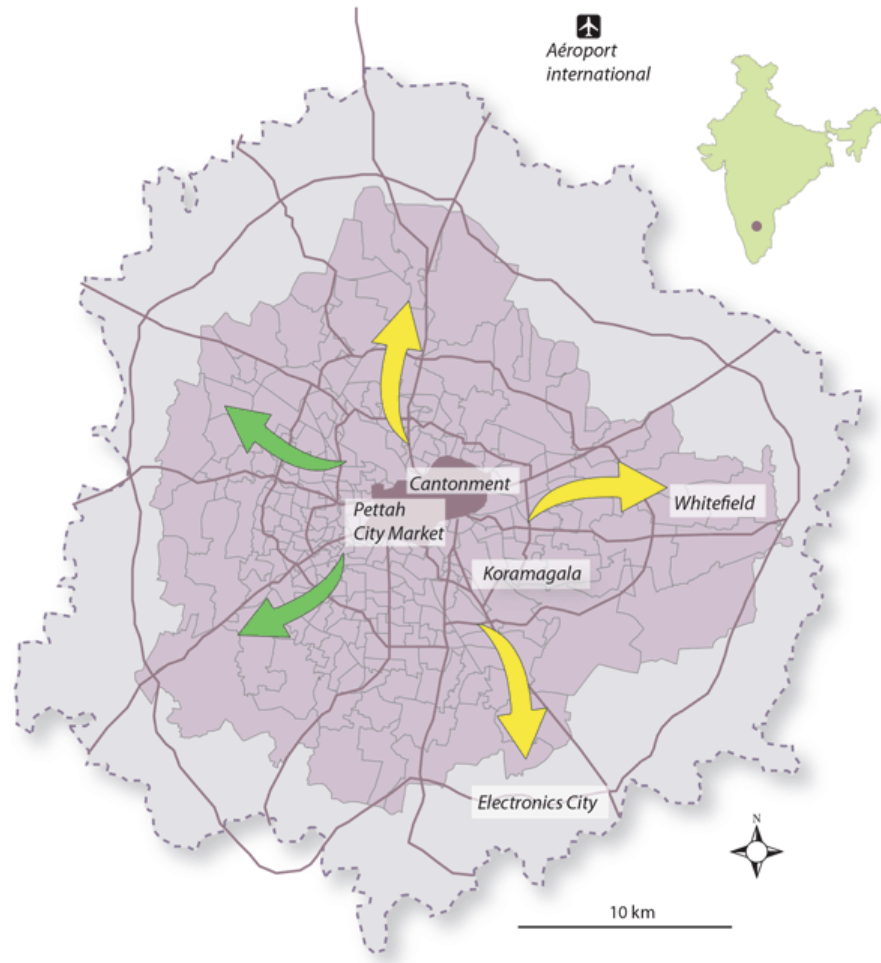 Aéroport
international
Cantonment
Pettah
City Market
Whitefield
Koramagala
Electronics City
N
10 km